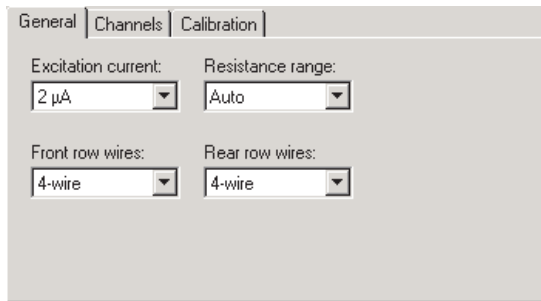 General Channels Calibration
Excitation current: Resistance range:
2 µA Auto
Front row wires: Rear row wires:
4-wire 4-wire